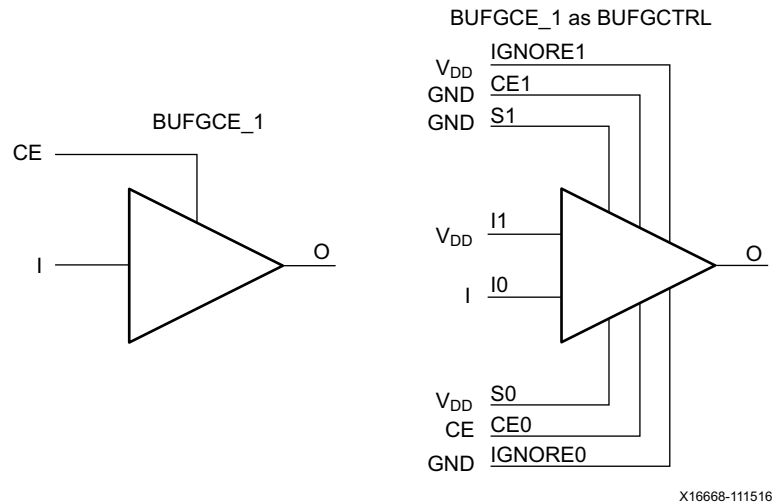 BUFGCE_1 as BUFGCTRL
BUFGCE_1
CE
I
O
VDD IGNORE1
GND CE1
GND S1
VDD I1
I I0
O
VDD S0
CE CE0
GND IGNORE0
X16668-111516